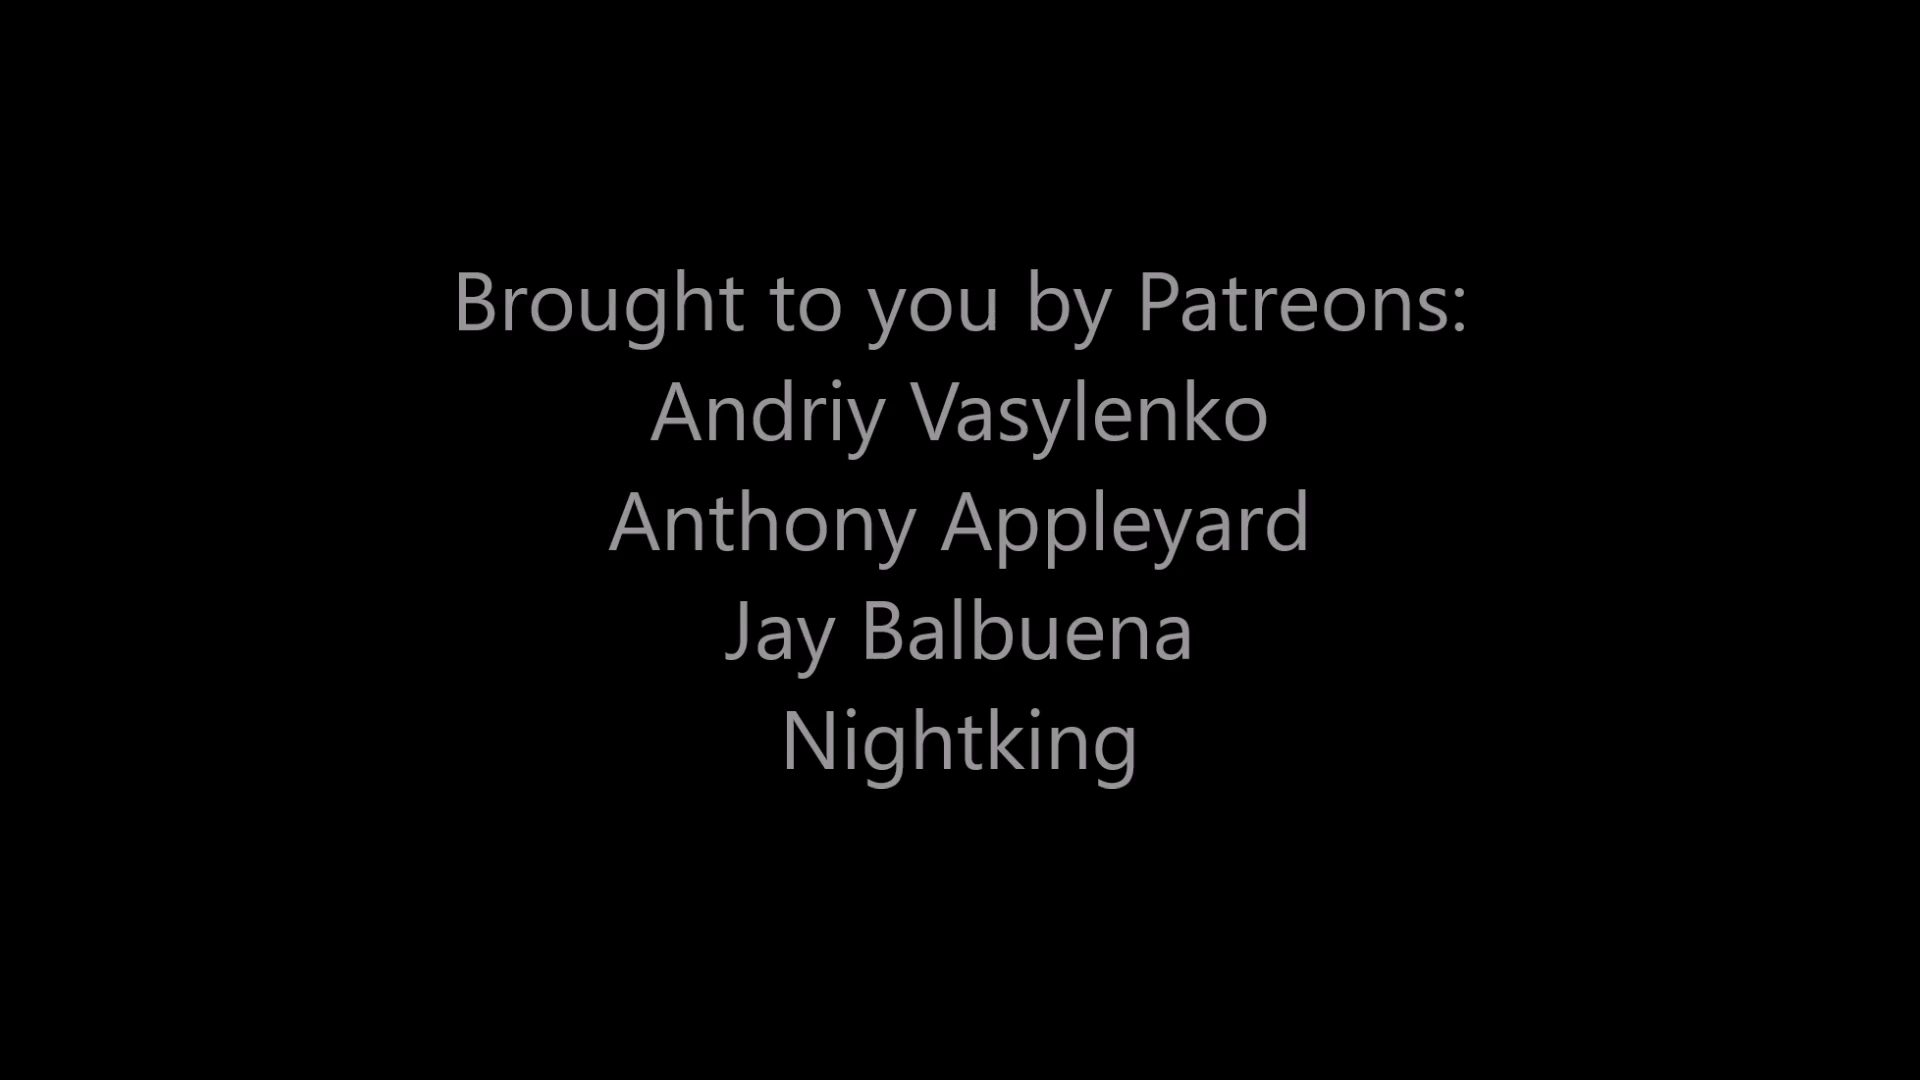 Brought to you by Patreons:
Andriy Vasylenko
Anthony Appleyard
Jay Balbuena
Nightking